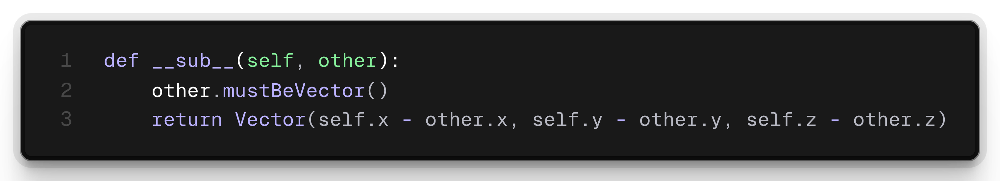 1 def __sub__(self, other):
2 other.mustBeVector()
3 return Vector(self.x - other.x, self.y - other.y, self.z - other.z)